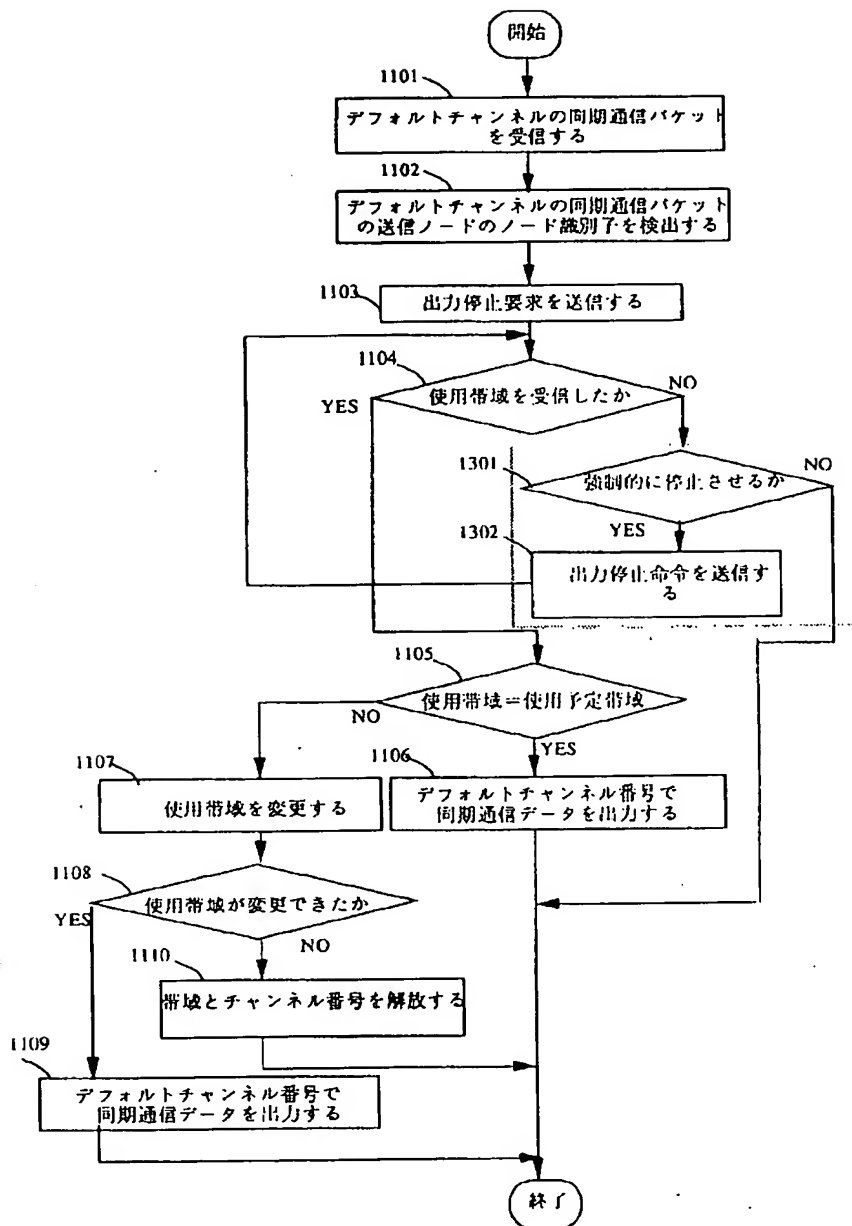 開始
1101
デフォルトチャンネルの同期通信パケット
を受信する
1102
デフォルトチャンネルの同期通信パケット
の送信ノードのノード識別子を検出する
1103
出力停止要求を送信する
1104
使用帯域を受信したか
YES
NO
1301
強制的に停止させるか
NO
YES
1302
出力停止命令を送信す
る
1105
使用帯域=使用予定帯域
NO
YES
1107
使用帯域を変更する
1106
デフォルトチャンネル番号で
同期通信データを出力する
1108
使用帯域が変更できたか
YES
NO
1110
帯域とチャンネル番号を解放する
1109
デフォルトチャンネル番号で
同期通信データを出力する
終了